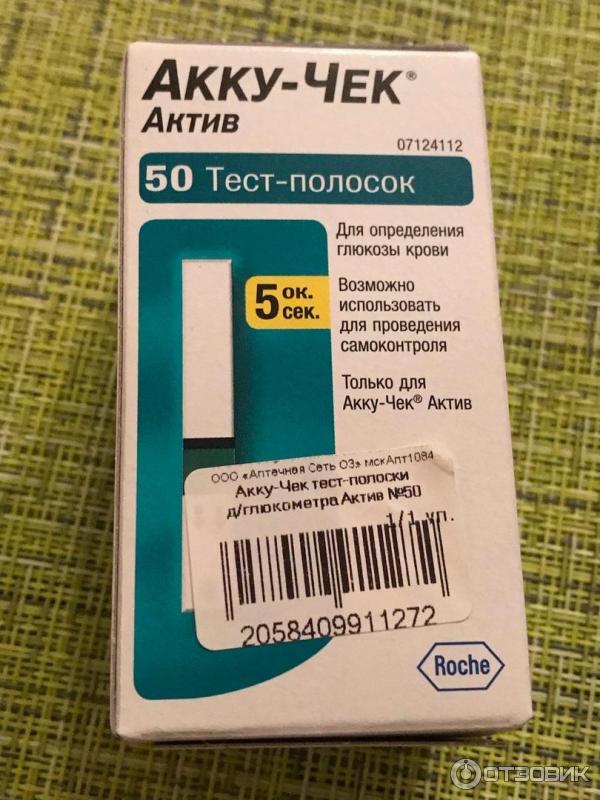 Акку-Чек®
Актив
07124112
50 Тест-полосок
Для определения
глюкозы крови
5 ок.
сек.
Возможно
использовать
для проведения
самоконтроля
Только для
Акку-Чек® Актив
ООО «Аптечная Сеть О3» мскАпт1084
Акку-Чек тест-полоски
д/глюкометра Актив №50
1/1 уп.
2058409911272
Roche
ОТЗОВИК